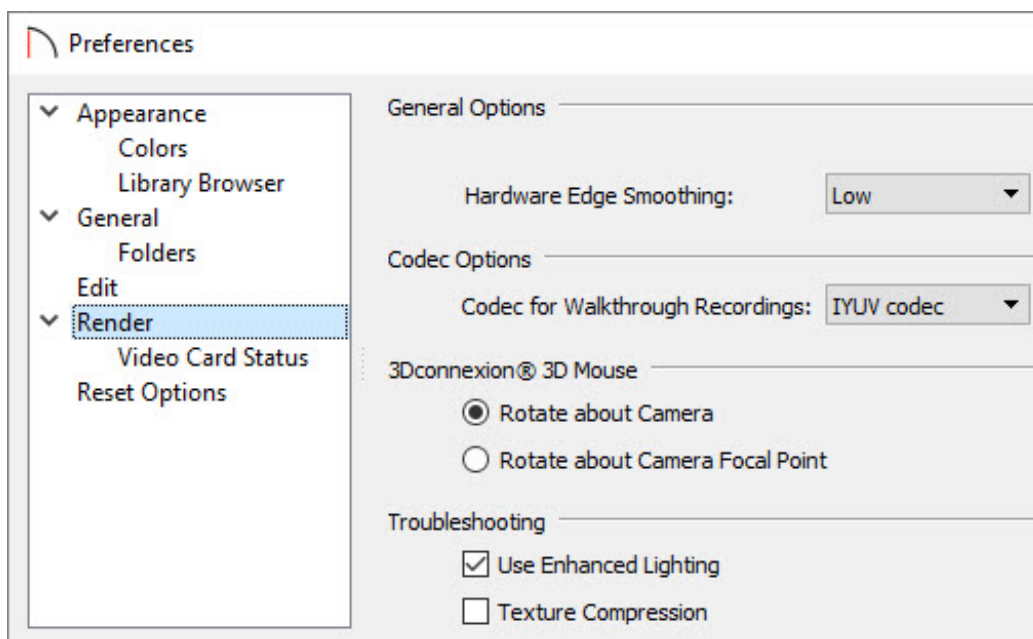 Preferences
Appearance
Colors
Library Browser
General
Folders
Edit
Render
Video Card Status
Reset Options
General Options
Hardware Edge Smoothing: Low
Codec Options
Codec for Walkthrough Recordings: IYUV codec
3Dconnexion® 3D Mouse
Rotate about Camera
Rotate about Camera Focal Point
Troubleshooting
Use Enhanced Lighting
Texture Compression